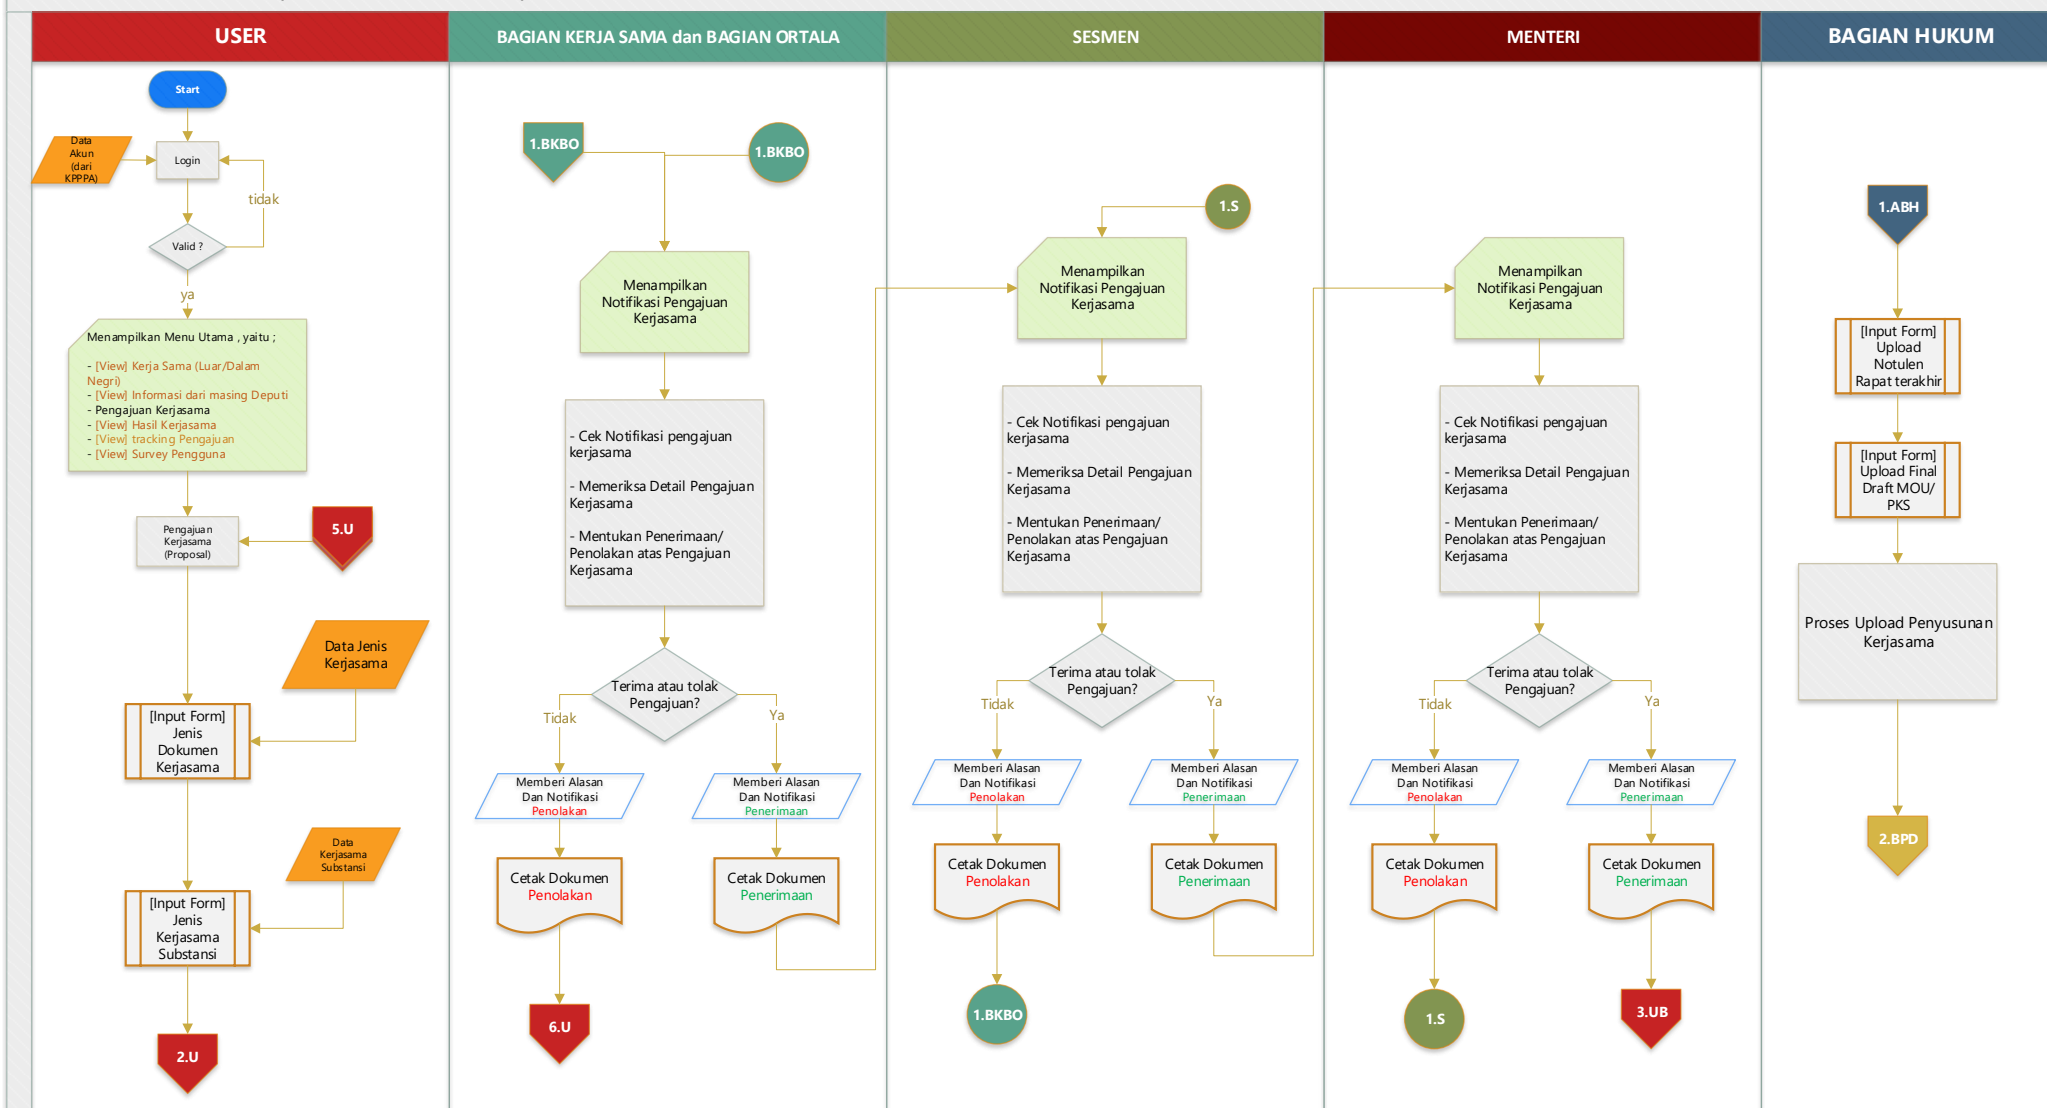 USER
BAGIAN KERJA SAMA dan BAGIAN ORTALA
SESMEN
MENTERI
BAGIAN HUKUM
Start
Data
Akun
(dari
KPPPA)
Login
tidak
Valid ?
ya
Menampilkan Menu Utama , yaitu ;
- [View] Kerja Sama (Luar/Dalam
Negri)
- [View] Informasi dari masing Deputi
- Pengajuan Kerjasama
- [View] Hasil Kerjasama
- [View] tracking Pengajuan
- [View] Survey Pengguna
Pengajuan
Kerjasama
(Proposal)
5.U
Data Jenis
Kerjasama
[Input Form]
Jenis
Dokumen
Kerjasama
Data
Kerjasama
Substansi
[Input Form]
Jenis
Kerjasama
Substansi
2.U
1.BKBO
1.BKBO
Menampilkan
Notifikasi Pengajuan
Kerjasama
- Cek Notifikasi pengajuan
kerjasama
- Memeriksa Detail Pengajuan
Kerjasama
- Mentukan Penerimaan/
Penolakan atas Pengajuan
Kerjasama
Terima atau tolak
Pengajuan?
Tidak
Ya
Memberi Alasan
Dan Notifikasi
Penolakan
Memberi Alasan
Dan Notifikasi
Penerimaan
Cetak Dokumen
Penolakan
Cetak Dokumen
Penerimaan
6.U
1.S
Menampilkan
Notifikasi Pengajuan
Kerjasama
- Cek Notifikasi pengajuan
kerjasama
- Memeriksa Detail Pengajuan
Kerjasama
- Mentukan Penerimaan/
Penolakan atas Pengajuan
Kerjasama
Terima atau tolak
Pengajuan?
Tidak
Ya
Memberi Alasan
Dan Notifikasi
Penolakan
Memberi Alasan
Dan Notifikasi
Penerimaan
Cetak Dokumen
Penolakan
Cetak Dokumen
Penerimaan
1.BKBO
Menampilkan
Notifikasi Pengajuan
Kerjasama
- Cek Notifikasi pengajuan
kerjasama
- Memeriksa Detail Pengajuan
Kerjasama
- Mentukan Penerimaan/
Penolakan atas Pengajuan
Kerjasama
Terima atau tolak
Pengajuan?
Tidak
Ya
Memberi Alasan
Dan Notifikasi
Penolakan
Memberi Alasan
Dan Notifikasi
Penerimaan
Cetak Dokumen
Penolakan
Cetak Dokumen
Penerimaan
1.S
3.UB
1.ABH
[Input Form]
Upload
Notulen
Rapat terakhir
[Input Form]
Upload Final
Draft MOU/
PKS
Proses Upload Penyusunan
Kerjasama
2.BPD